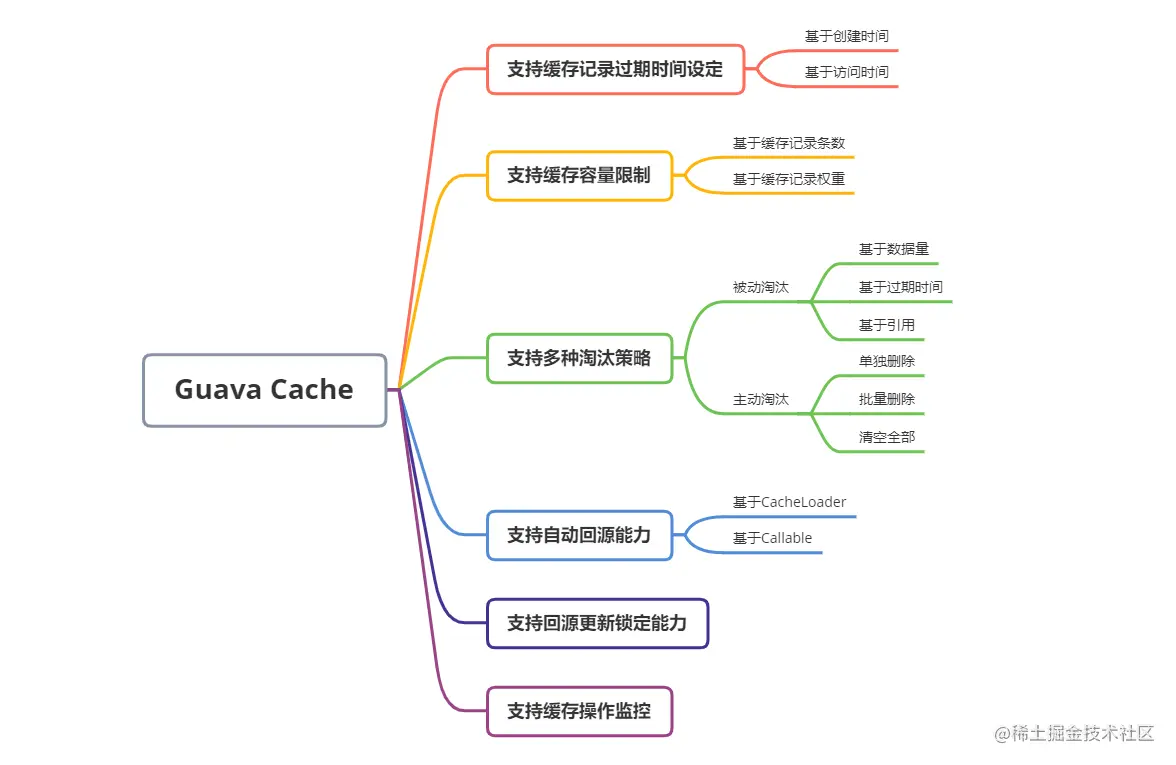 Guava Cache
支持缓存记录过期时间设定
基于创建时间
基于访问时间
支持缓存容量限制
基于缓存记录条数
基于缓存记录权重
支持多种淘汰策略
被动淘汰
基于数据量
基于过期时间
基于引用
主动淘汰
单独删除
批量删除
清空全部
支持自动回源能力
基于CacheLoader
基于Callable
支持回源更新锁定能力
支持缓存操作监控
@稀土掘金技术社区